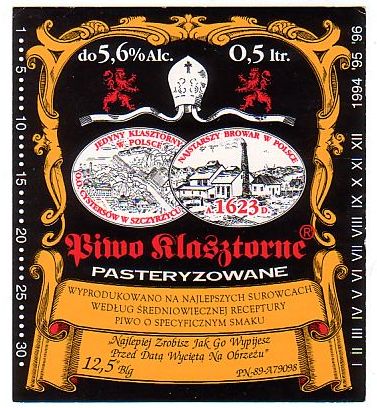 do 5,6% Alc. 0,5 ltr.
JEDYNY KLASZTORNY
W POLSCE
O.O. CYSTERSÓW W SZCZYRZYCU
NAJSTARSZY BROWAR W POLSCE
A. 1623 D.
Piwo Klasztorne ®
PASTERYZOWANE
WYPRODUKOWANO NA NAJLEPSZYCH SUROWCACH
WEDŁUG ŚREDNIOWIECZNEJ RECEPTURY
PIWO O SPECYFICZNYM SMAKU
„Najlepiej Zrobisz Jak Go Wypijesz
Przed Datą Wyciętą Na Obrzeżu"
12,5° Blg PN-89-A79098
1 5 10 15 20 25 30
I II III IV V VI VII VIII IX X XI XII 1994 '95 '96